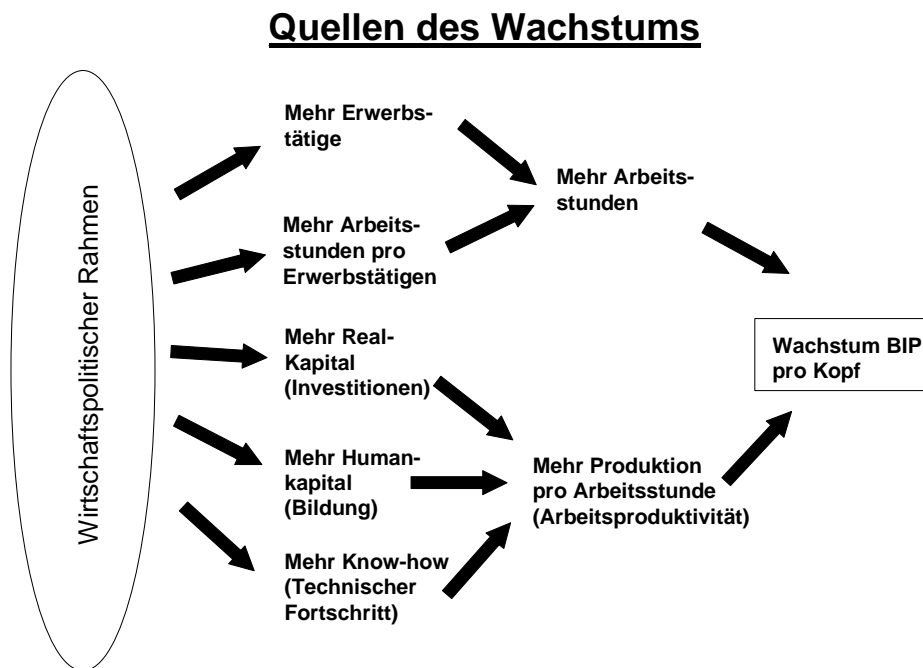 Quellen des Wachstums
Wirtschaftspolitischer Rahmen
Mehr Erwerbs-
tätige
Mehr Arbeits-
stunden pro
Erwerbstätigen
Mehr Real-
Kapital
(Investitionen)
Mehr Human-
kapital
(Bildung)
Mehr Know-how
(Technischer
Fortschritt)
Mehr Arbeits-
stunden
Mehr Produktion
pro Arbeitsstunde
(Arbeitsproduktivität)
Wachstum BIP
pro Kopf